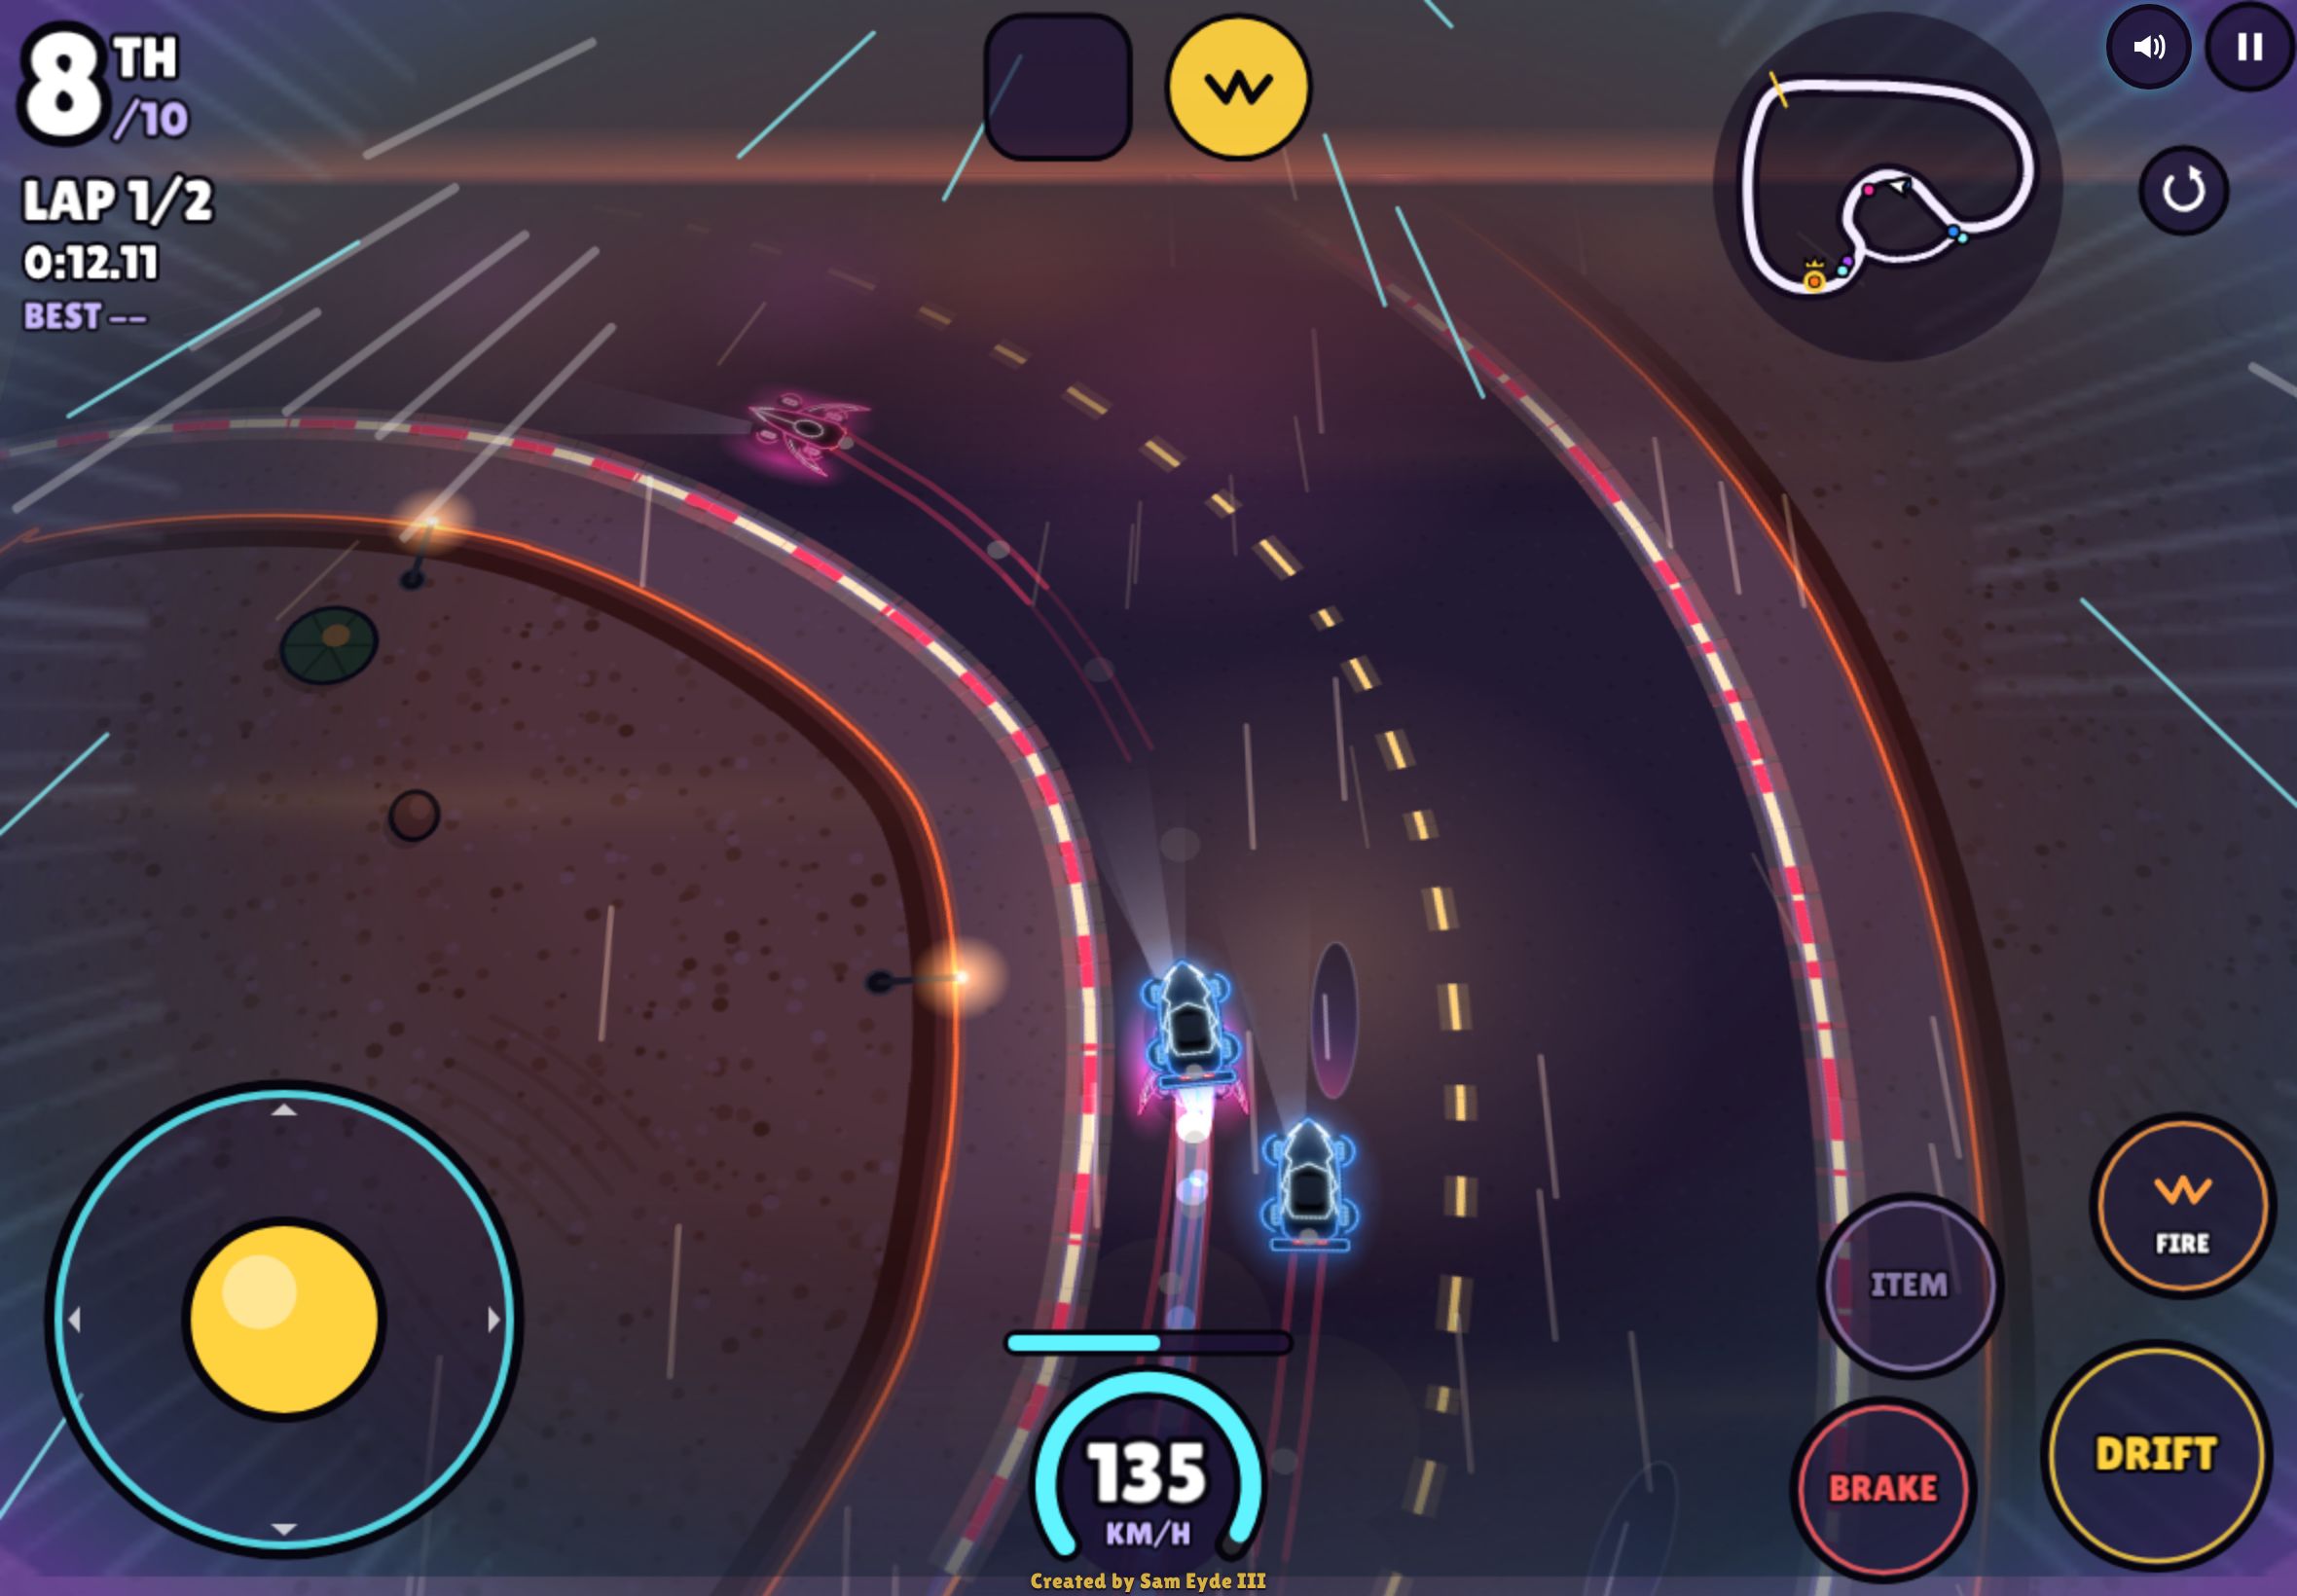 8TH
/10
LAP 1/2
0:12.11
BEST --
135
KM/H
FIRE
ITEM
DRIFT
BRAKE
Created by Sam Eyde III